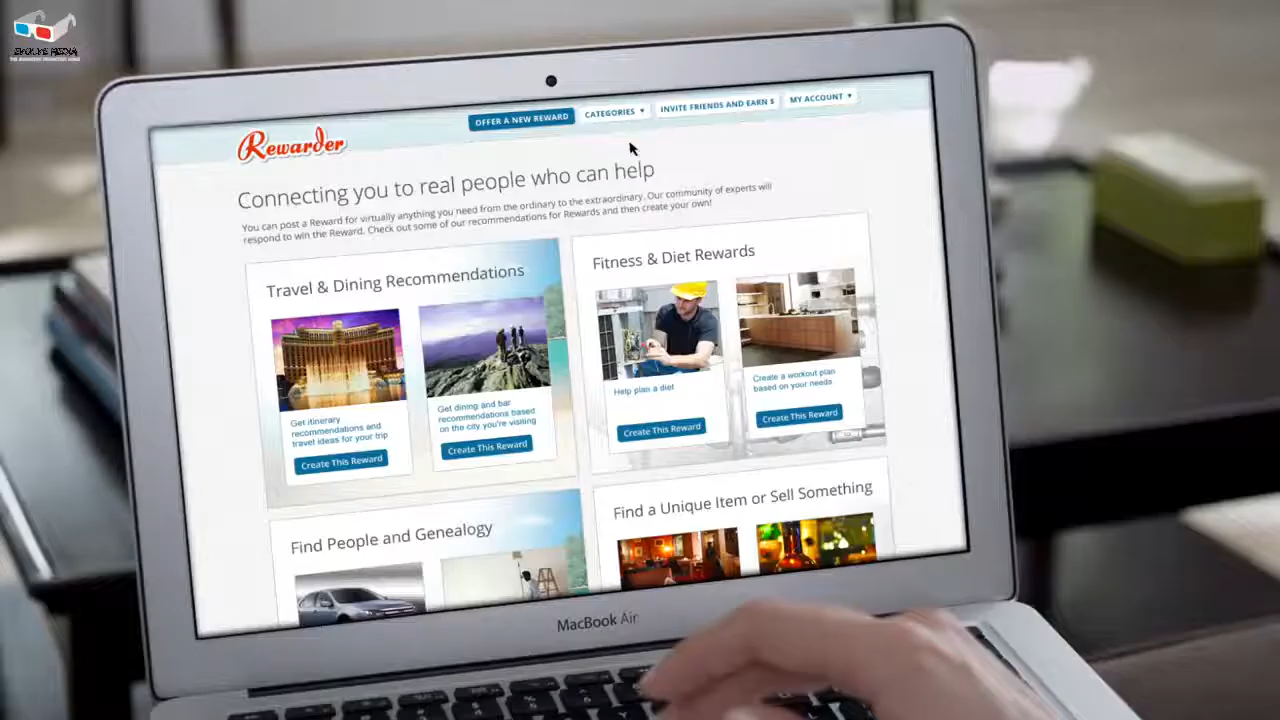 EVOLVE MEDIA
OFFER A NEW REWARD
CATEGORIES
INVITE FRIENDS AND EARN $
MY ACCOUNT
Rewarder
Connecting you to real people who can help
You can post a Reward for virtually anything you need from the ordinary to the extraordinary. Our community of experts will
respond to win the Reward. Check out some of our recommendations for Rewards and then create your own!
Travel & Dining Recommendations
Get itinerary
recommendations and
travel ideas for your trip
Create This Reward
Get dining and bar
recommendations based
on the city you're visiting
Create This Reward
Fitness & Diet Rewards
Help plan a diet
Create This Reward
Create a workout plan
based on your needs
Create This Reward
Find People and Genealogy
Find a Unique Item or Sell Something
MacBook Air